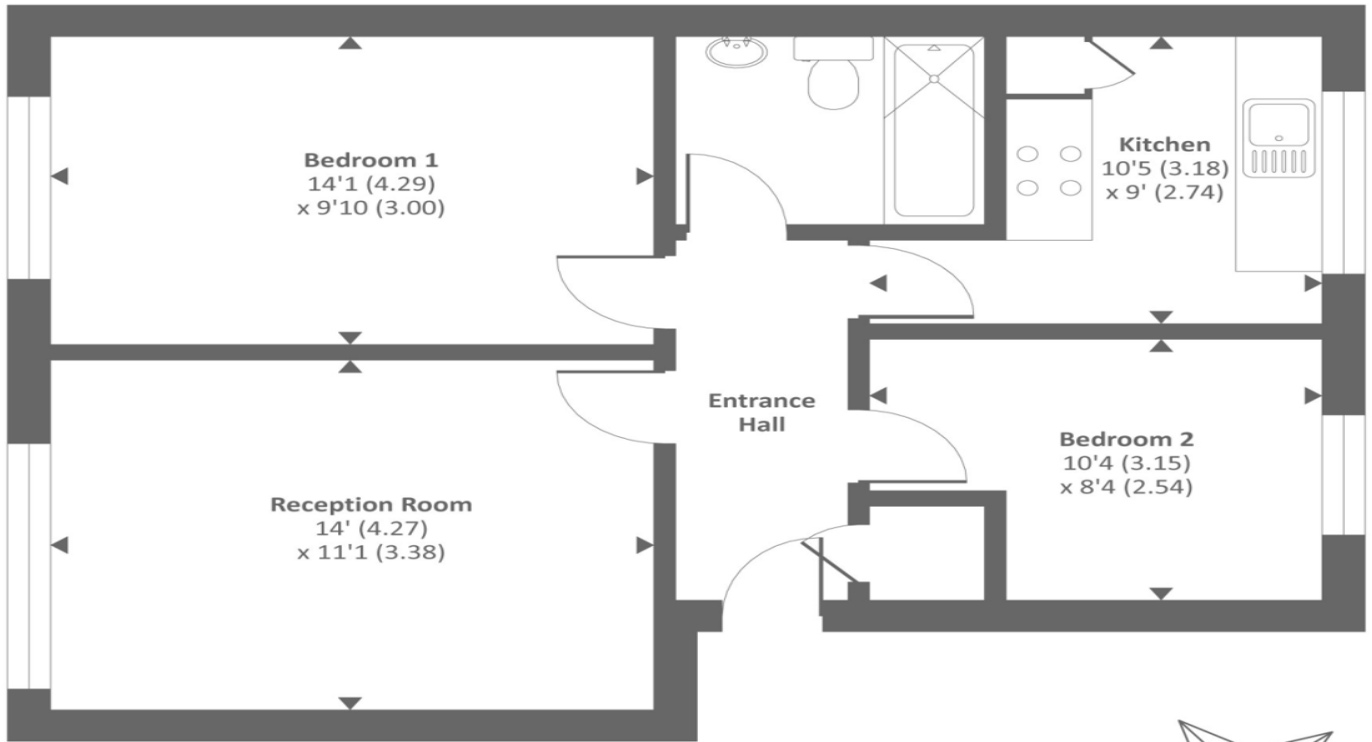 Bedroom 1
14'1 (4.29)
x 9'10 (3.00)
Kitchen
10'5 (3.18)
x 9' (2.74)
Entrance
Hall
Bedroom 2
10'4 (3.15)
x 8'4 (2.54)
Reception Room
14' (4.27)
x 11'1 (3.38)